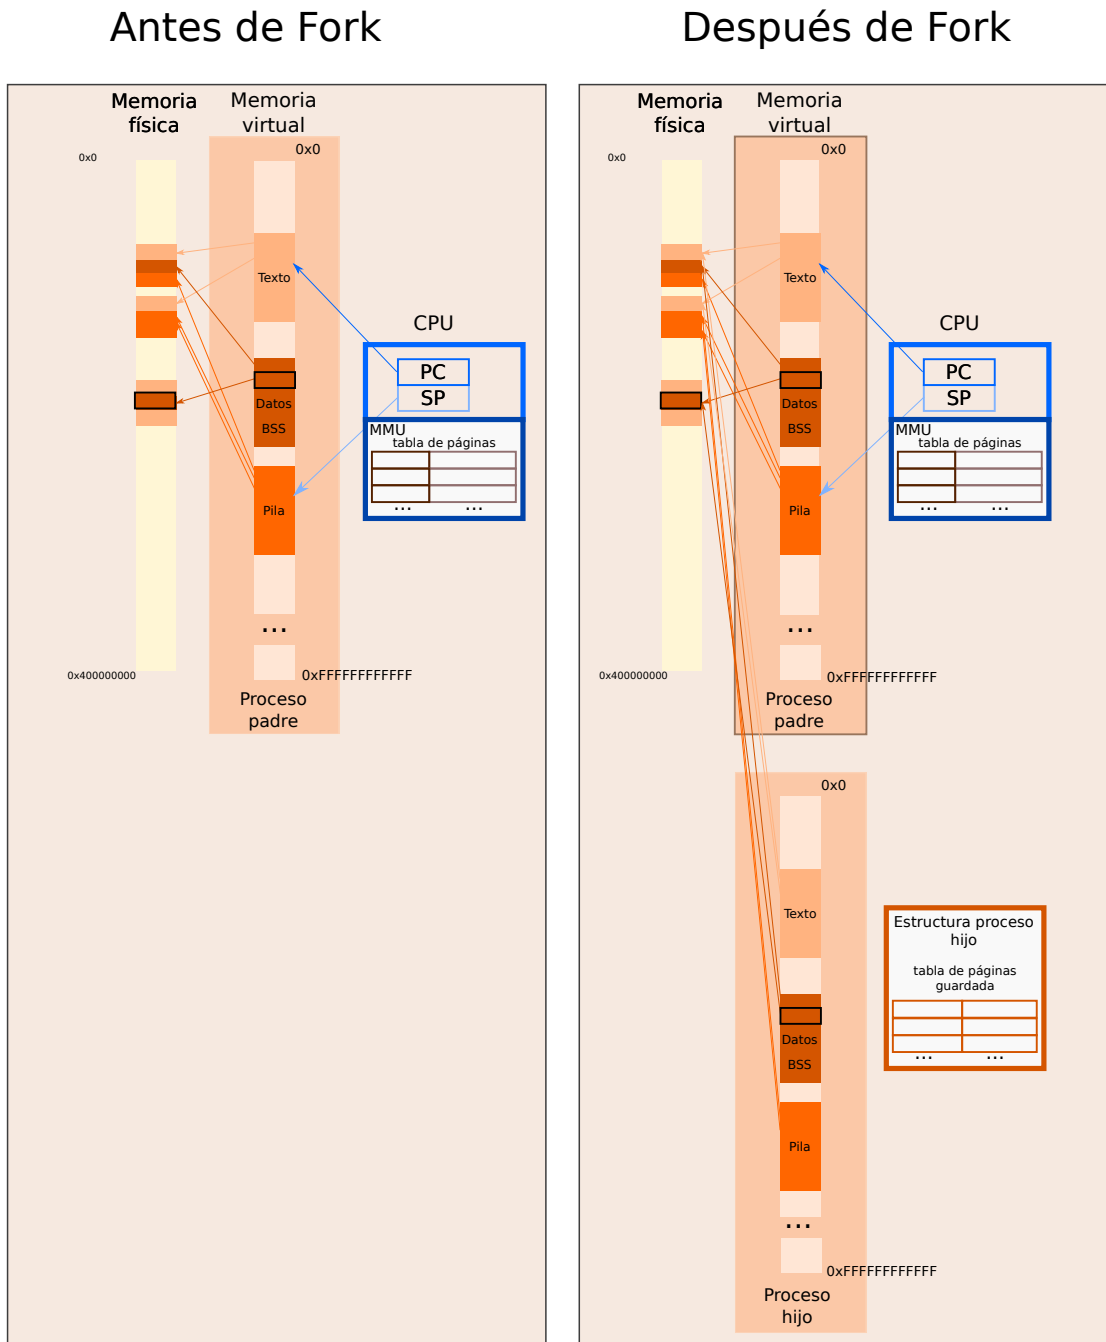 Antes de Fork
Memoria
física
Memoria
virtual
0x0
0x0
Texto
Datos
BSS
Pila
...
0x400000000
0xFFFFFFFFFFFF
Proceso
padre
CPU
PC
SP
MMU
tabla de páginas
... ...
Después de Fork
Memoria
física
Memoria
virtual
0x0
0x0
Texto
Datos
BSS
Pila
...
0x400000000
0xFFFFFFFFFFFF
Proceso
padre
CPU
PC
SP
MMU
tabla de páginas
... ...
0x0
Texto
Datos
BSS
Pila
...
0xFFFFFFFFFFFF
Proceso
hijo
Estructura proceso
hijo
tabla de páginas
guardada
... ...